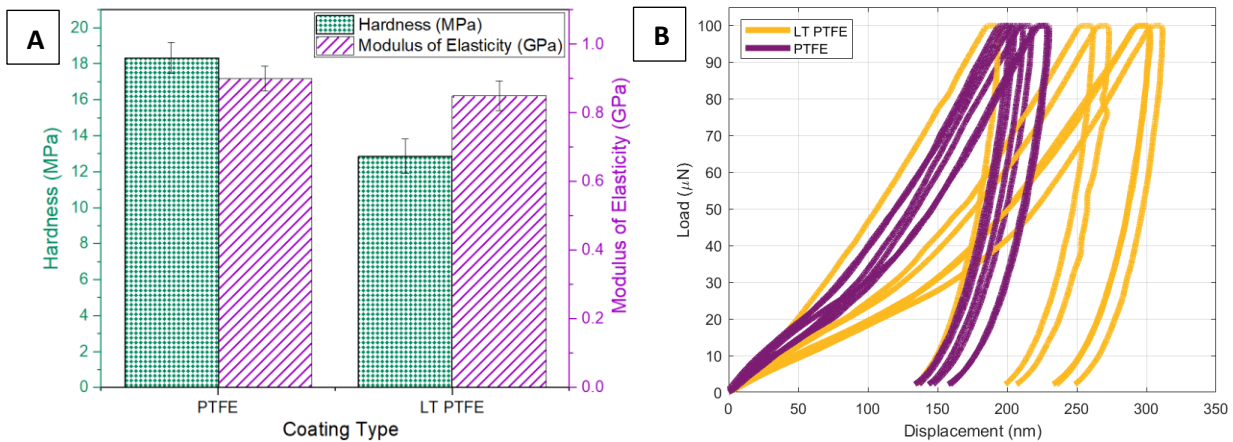 A
Hardness (MPa)
Modulus of Elasticity (GPa)
20
18
16
14
12
10
8
6
4
2
0
Hardness (MPa)
1.0
0.8
0.6
0.4
0.2
0.0
Modulus of Elasticity (GPa)
PTFE
LT PTFE
Coating Type
B
LT PTFE
PTFE
100
90
80
70
60
50
40
30
20
10
0
Load (μN)
0
50
100
150
200
250
300
350
Displacement (nm)